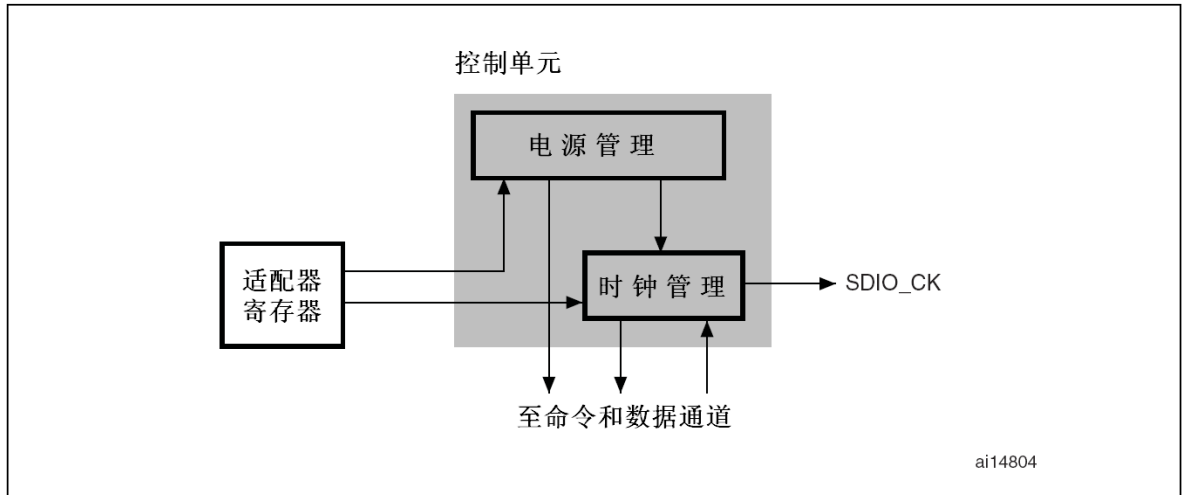 控制单元
电源管理
适配器
寄存器
时钟管理
SDIO_CK
至命令和数据通道
ai14804